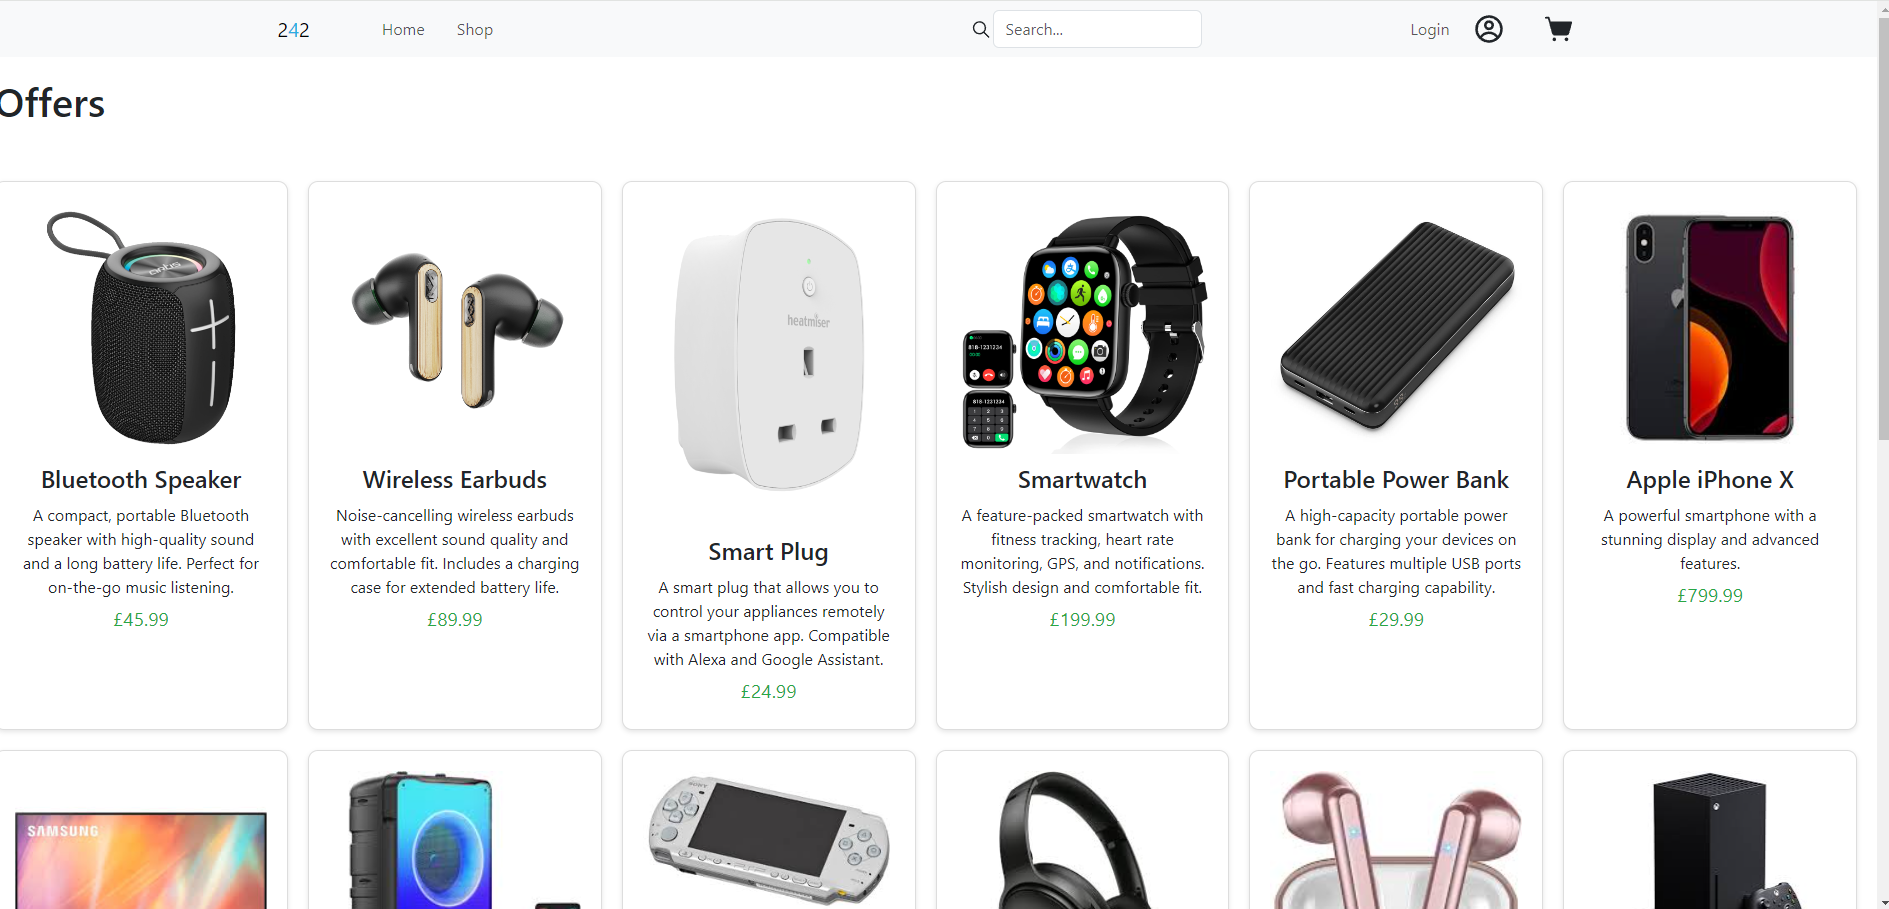 242
Home
Shop
Search...
Login
Offers
heatmiser
818-1231234
818-1231234
Bluetooth Speaker
A compact, portable Bluetooth
speaker with high-quality sound
and a long battery life. Perfect for
on-the-go music listening.
£45.99
Wireless Earbuds
Noise-cancelling wireless earbuds
with excellent sound quality and
comfortable fit. Includes a charging
case for extended battery life.
£89.99
Smart Plug
A smart plug that allows you to
control your appliances remotely
via a smartphone app. Compatible
with Alexa and Google Assistant.
£24.99
Smartwatch
A feature-packed smartwatch with
fitness tracking, heart rate
monitoring, GPS, and notifications.
Stylish design and comfortable fit.
£199.99
Portable Power Bank
A high-capacity portable power
bank for charging your devices on
the go. Features multiple USB ports
and fast charging capability.
£29.99
Apple iPhone X
A powerful smartphone with a
stunning display and advanced
features.
£799.99
SAMSUNG
SONY